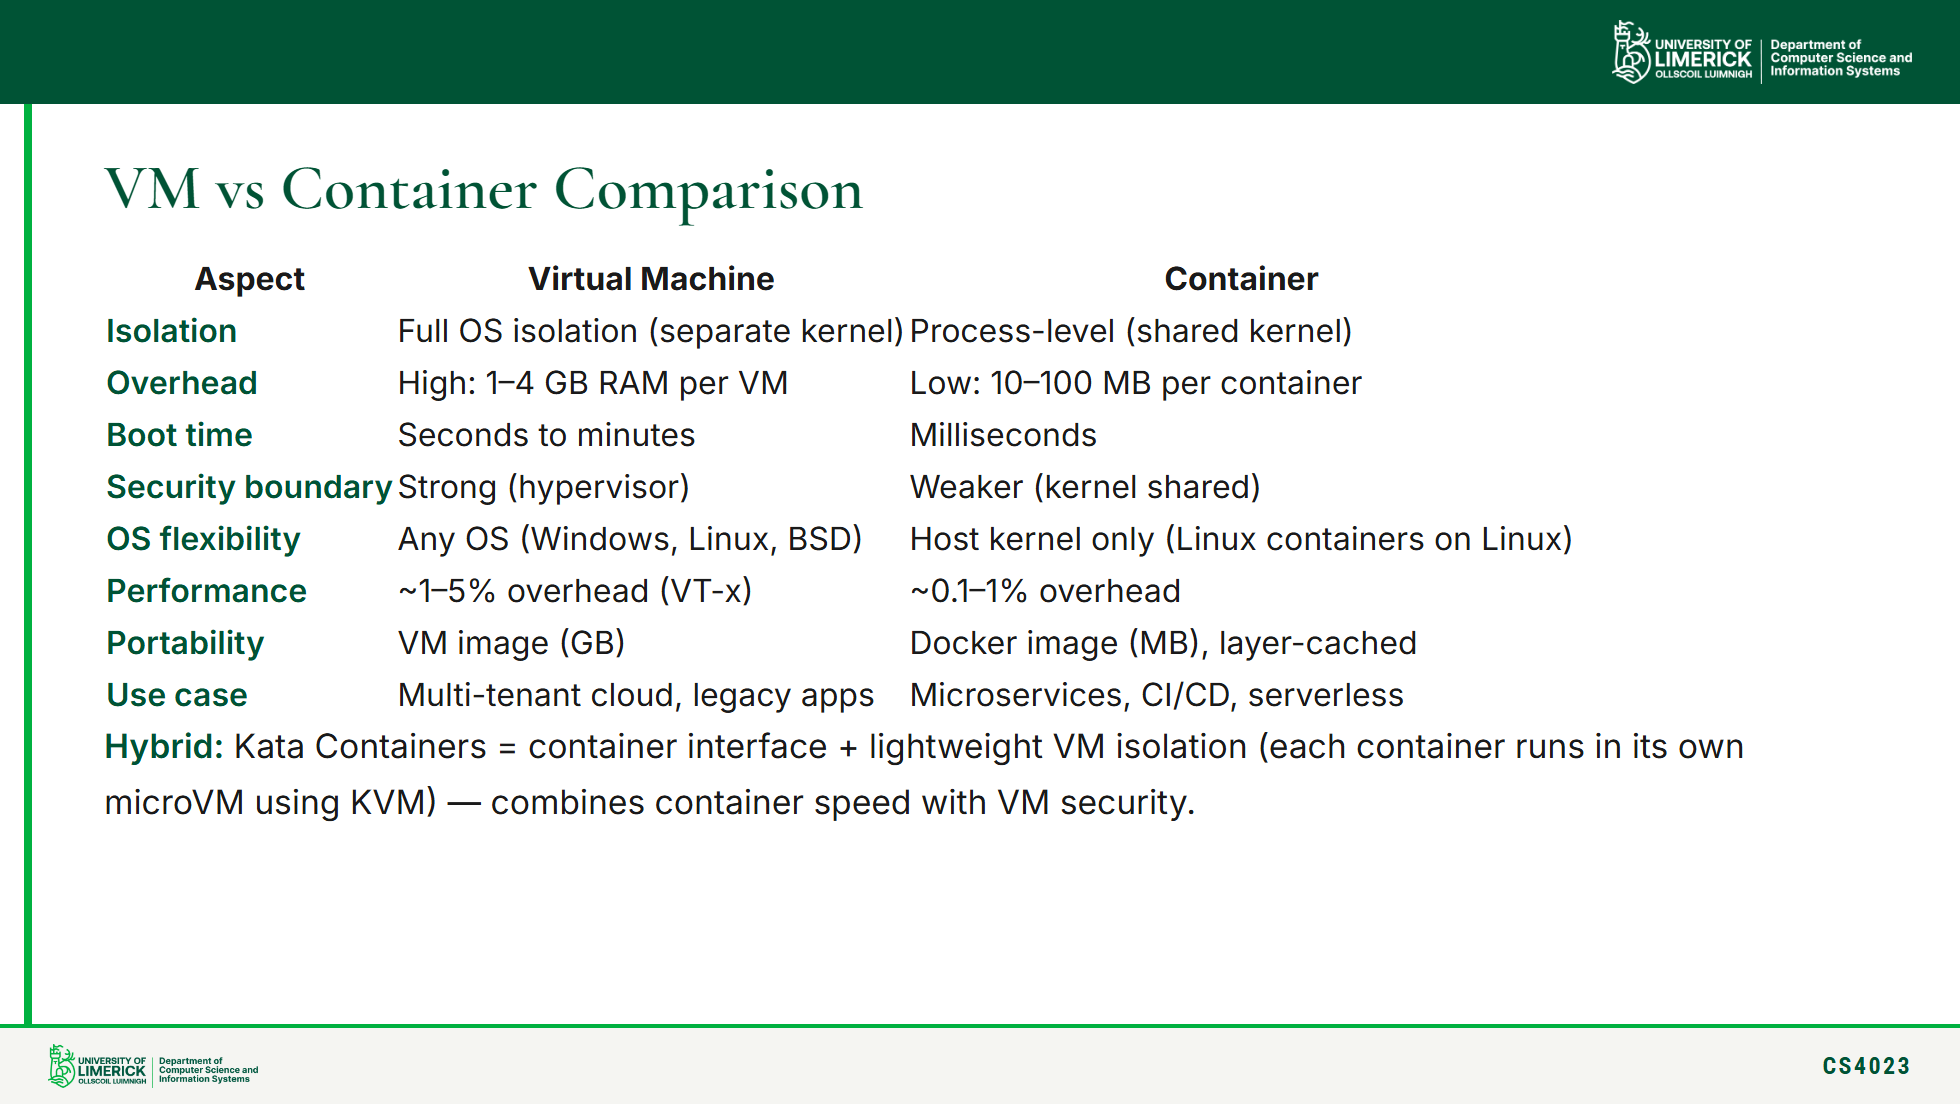 UNIVERSITY OF
LIMERICK
OLLSCOIL LUIMNIGH
Department of
Computer Science and
Information Systems
VM vs Container Comparison
Aspect Virtual Machine Container
Isolation Full OS isolation (separate kernel) Process-level (shared kernel)
Overhead High: 1–4 GB RAM per VM Low: 10–100 MB per container
Boot time Seconds to minutes Milliseconds
Security boundary Strong (hypervisor) Weaker (kernel shared)
OS flexibility Any OS (Windows, Linux, BSD) Host kernel only (Linux containers on Linux)
Performance ~1–5% overhead (VT-x) ~0.1–1% overhead
Portability VM image (GB) Docker image (MB), layer-cached
Use case Multi-tenant cloud, legacy apps Microservices, CI/CD, serverless
Hybrid: Kata Containers = container interface + lightweight VM isolation (each container runs in its own
microVM using KVM) — combines container speed with VM security.
UNIVERSITY OF
LIMERICK
OLLSCOIL LUIMNIGH
Department of
Computer Science and
Information Systems
CS4023